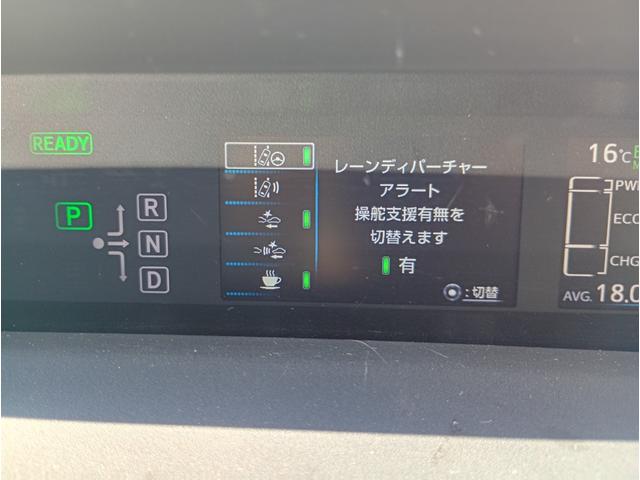 READY
P
R
N
D
レーンディパーチャー
アラート
操舵支援有無を
切替えます
有
:切替
16℃
PW
ECO
CHG
AVG. 18.0